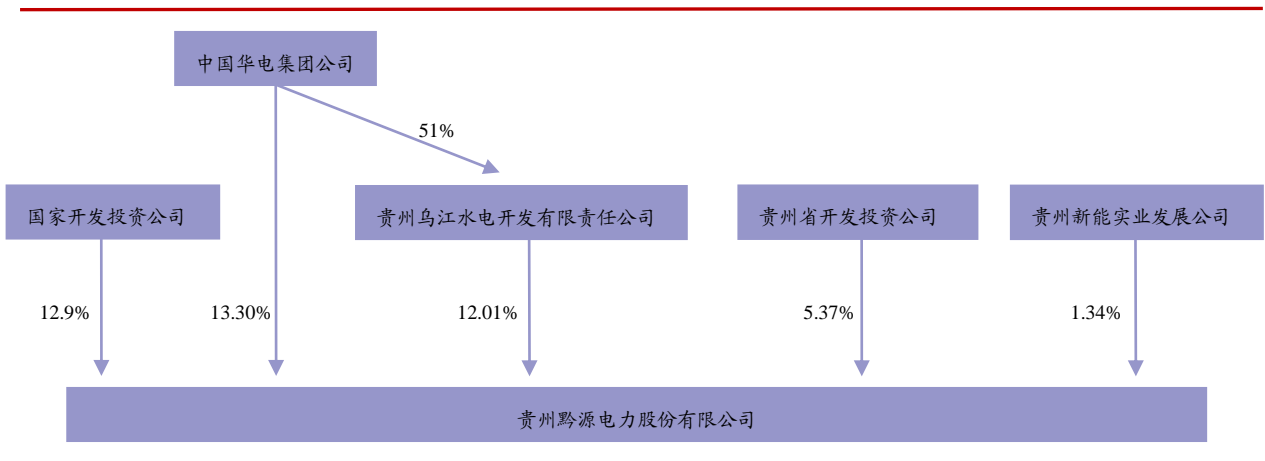 中国华电集团公司
51%
国家开发投资公司
贵州乌江水电开发有限责任公司
贵州省开发投资公司
贵州新能实业发展公司
12.9%
13.30%
12.01%
5.37%
1.34%
贵州黔源电力股份有限公司